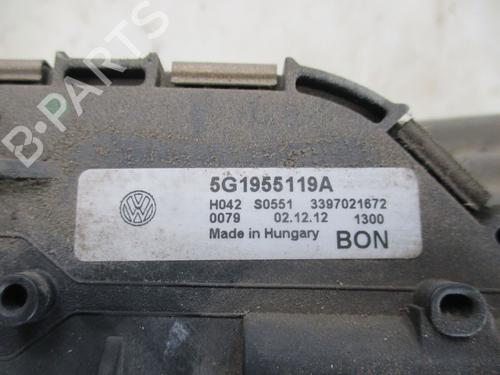 B-PARTS
5G1955119A
H042 S0551 3397021672
0079 02.12.12 1300
Made in Hungary BON